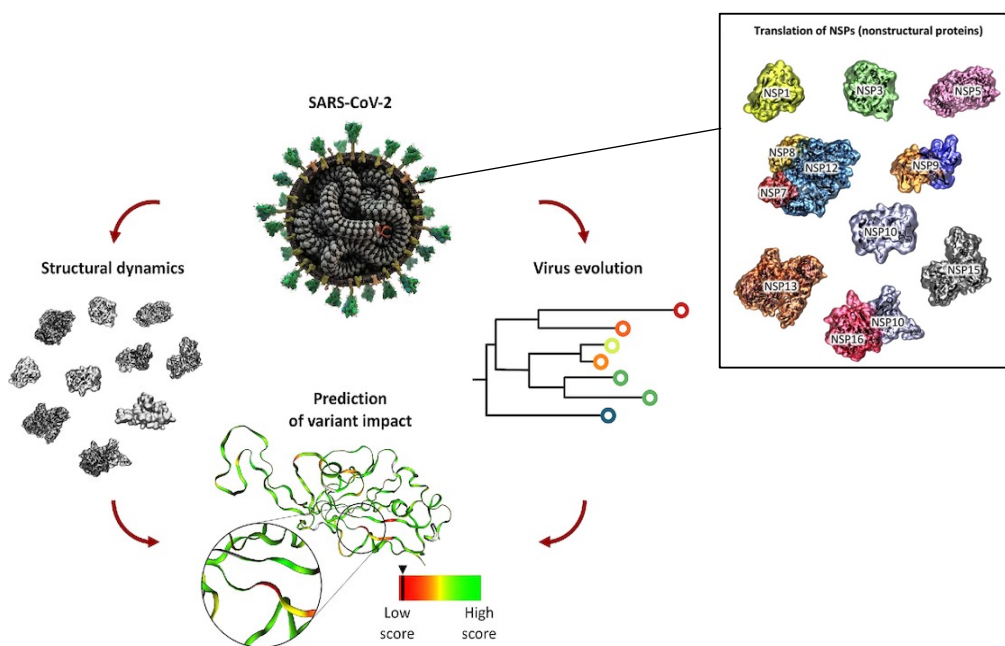 Translation of NSPs (nonstructural proteins)
NSP1
NSP3
NSP5
NSP8
NSP12
NSP7
NSP9
NSP10
NSP13
NSP15
NSP10
NSP16
SARS-CoV-2
Structural dynamics
Virus evolution
Prediction
of variant impact
Low
score
High
score